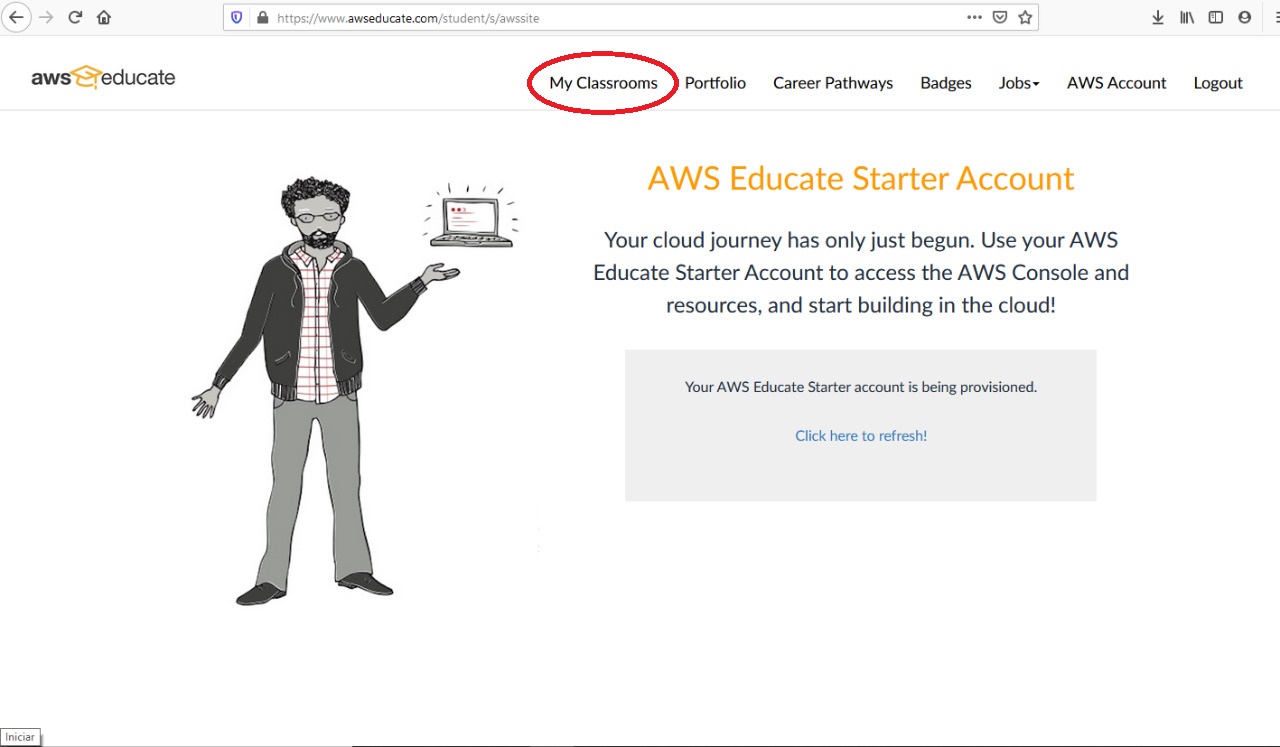 https://www.awseducate.com/student/s/awssite
aws educate
My Classrooms Portfolio Career Pathways Badges Jobs AWS Account Logout
AWS Educate Starter Account
Your cloud journey has only just begun. Use your AWS
Educate Starter Account to access the AWS Console and
resources, and start building in the cloud!
Your AWS Educate Starter account is being provisioned.
Click here to refresh!
Iniciar